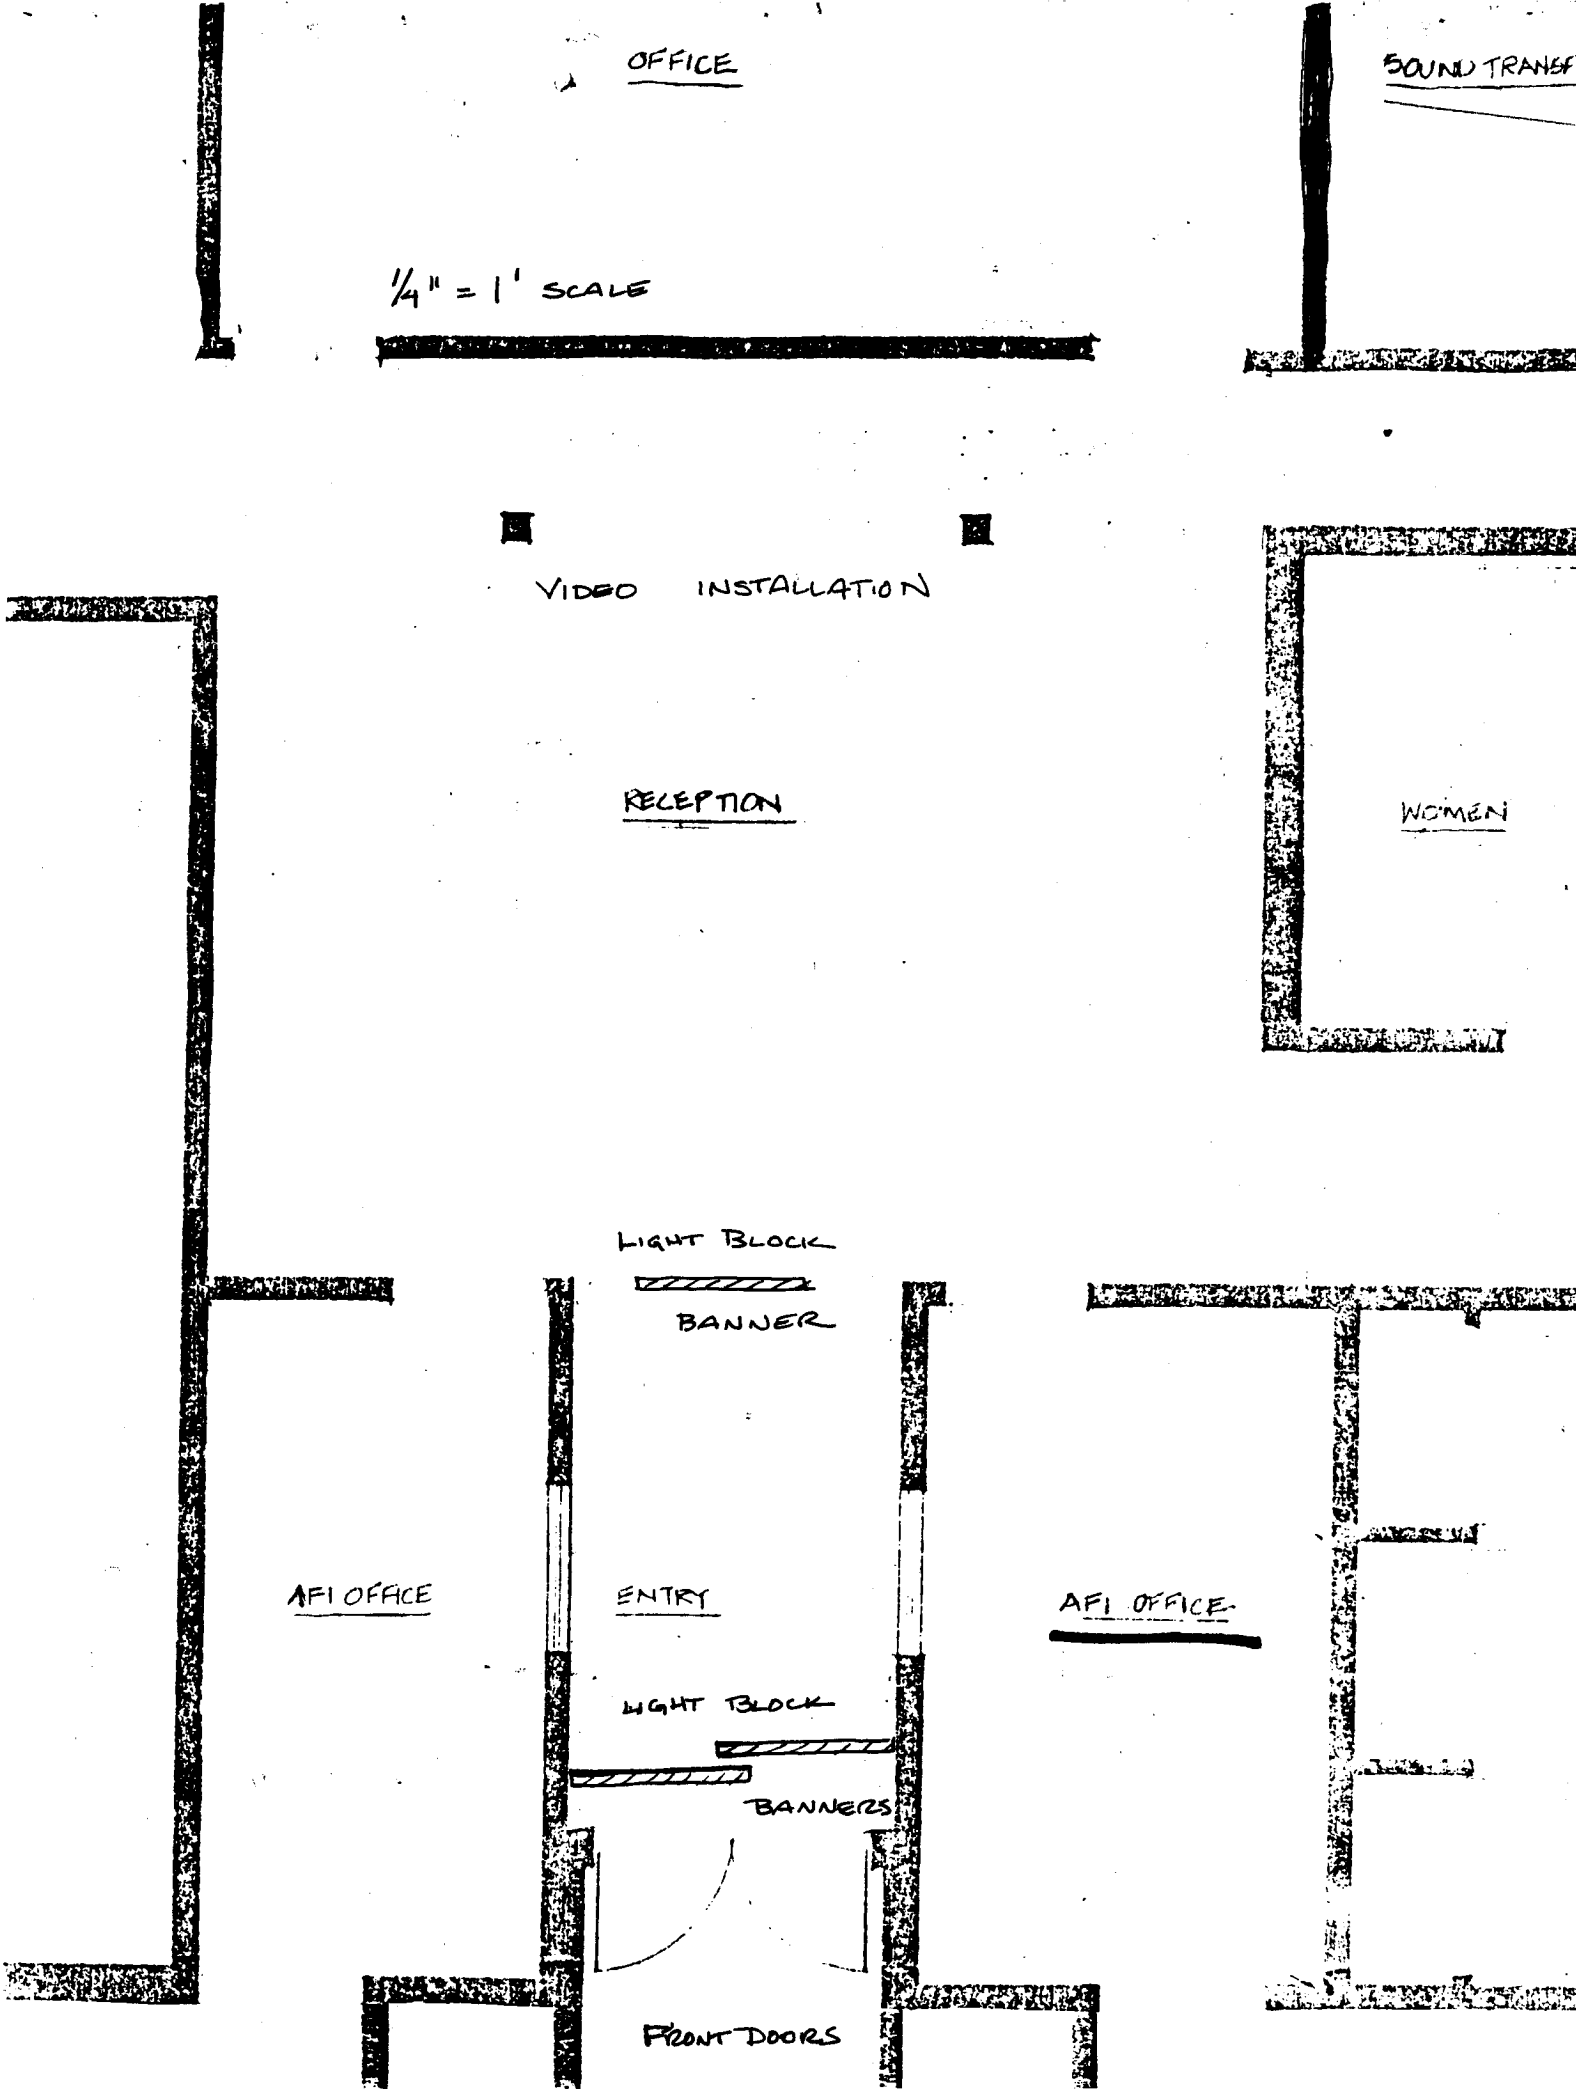 OFFICE
SOUND TRANSF
1/4" = 1' SCALE
VIDEO INSTALLATION
RECEPTION
WOMEN
LIGHT BLOCK
BANNER
AFI OFFICE
ENTRY
AFI OFFICE
LIGHT BLOCK
BANNERS
FRONT DOORS